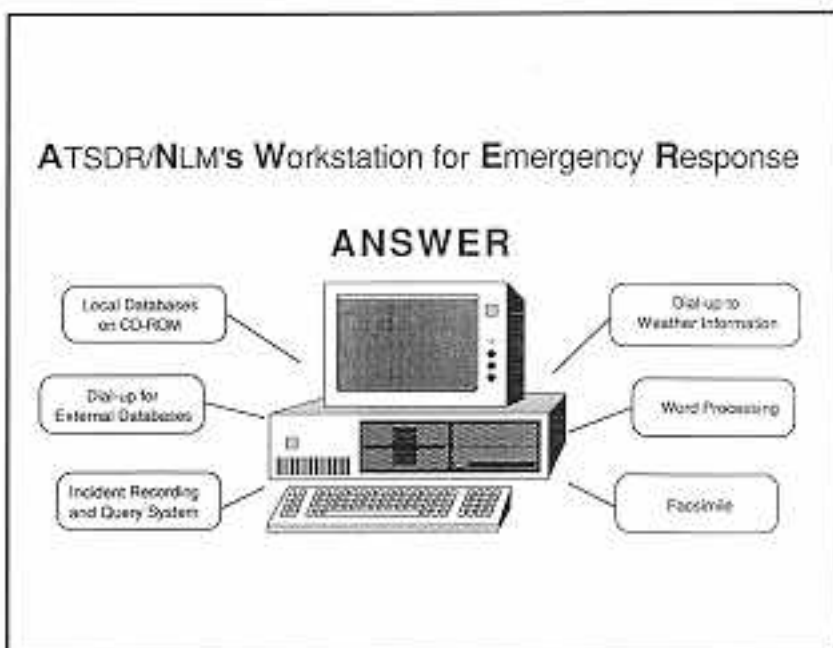 ATSDR/NLM's Workstation for Emergency Response
ANSWER
Local Databases
on CD-ROM
Dial-up for
External Databases
Incident Recording
and Query System
Dial-up to
Weather Information
Word Processing
Facsimile